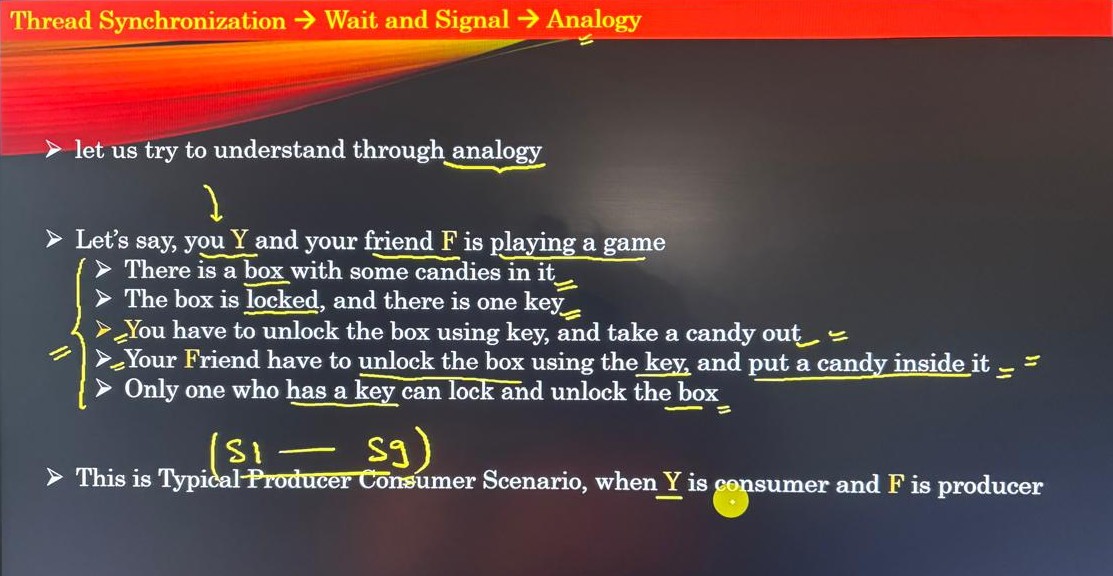 Thread Synchronization → Wait and Signal → Analogy
➤ let us try to understand through analogy
➤ Let's say, you Y and your friend F is playing a game
➤ There is a box with some candies in it
➤ The box is locked, and there is one key
➤ You have to unlock the box using key, and take a candy out
➤ Your Friend have to unlock the box using the key, and put a candy inside it
➤ Only one who has a key can lock and unlock the box
(S1 — S9)
➤ This is Typical Producer Consumer Scenario, when Y is consumer and F is producer